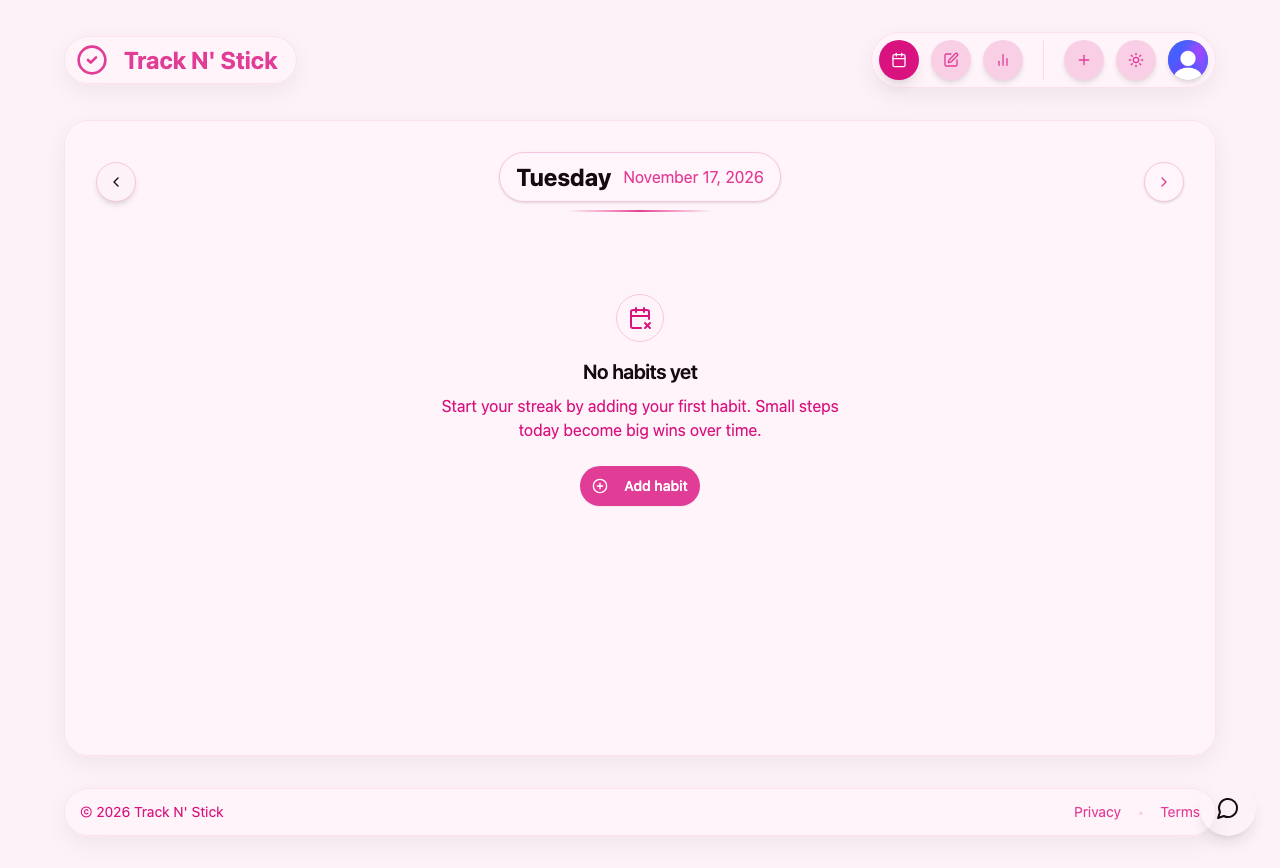 Track N' Stick
Tuesday November 17, 2026
No habits yet
Start your streak by adding your first habit. Small steps
today become big wins over time.
Add habit
© 2026 Track N' Stick
Privacy • Terms